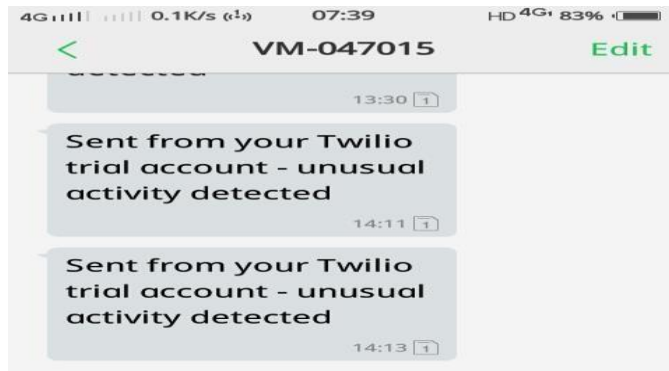 4G 0.1K/s 07:39 HD 4G 83%
< VM-047015 Edit
detected
13:30 1
Sent from your Twilio
trial account - unusual
activity detected
14:11 1
Sent from your Twilio
trial account - unusual
activity detected
14:13 1